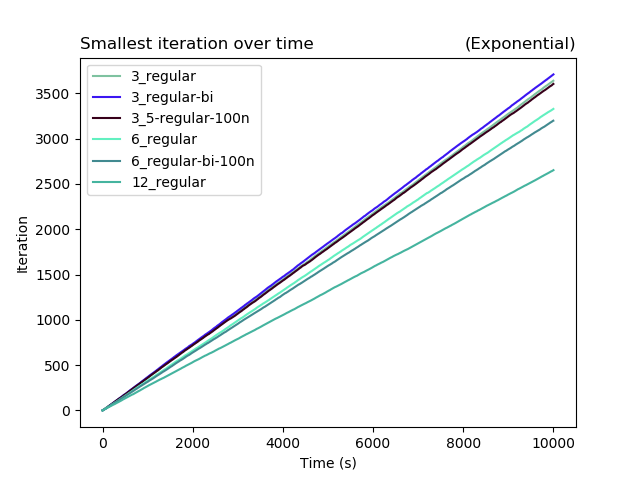 Smallest iteration over time (Exponential)
3_regular
3_regular-bi
3_5-regular-100n
6_regular
6_regular-bi-100n
12_regular
3500
3000
2500
2000
1500
1000
500
0
Iteration
0 2000 4000 6000 8000 10000
Time (s)